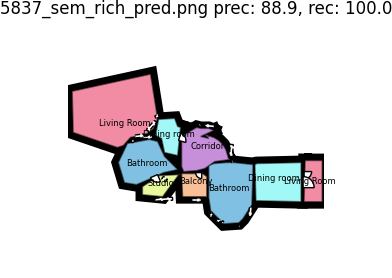 5837_sem_rich_pred.png prec: 88.9, rec: 100.0
Living Room
Dining room
Corridor
Bathroom
Studio
Balcony
Bathroom
Dining room
Living Room